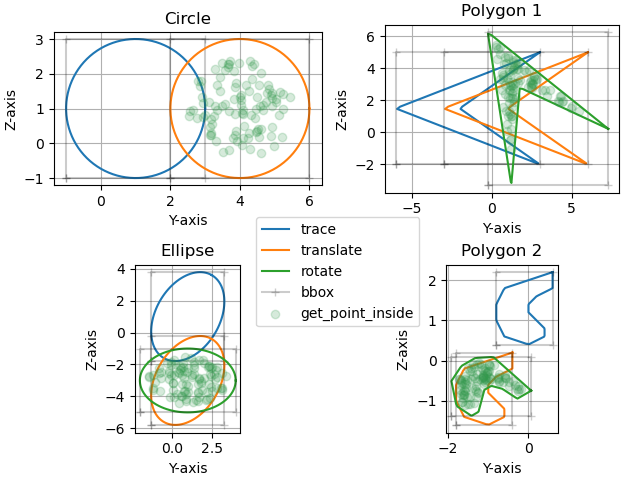 Circle
3
2
1
0
−1
0
2
4
6
Z-axis
Y-axis
Polygon 1
6
4
2
0
−2
−5
0
5
Z-axis
Y-axis
trace
translate
rotate
bbox
get_point_inside
Ellipse
4
2
0
−2
−4
−6
0.0
2.5
Z-axis
Y-axis
Polygon 2
2
1
0
−1
−2
0
Z-axis
Y-axis